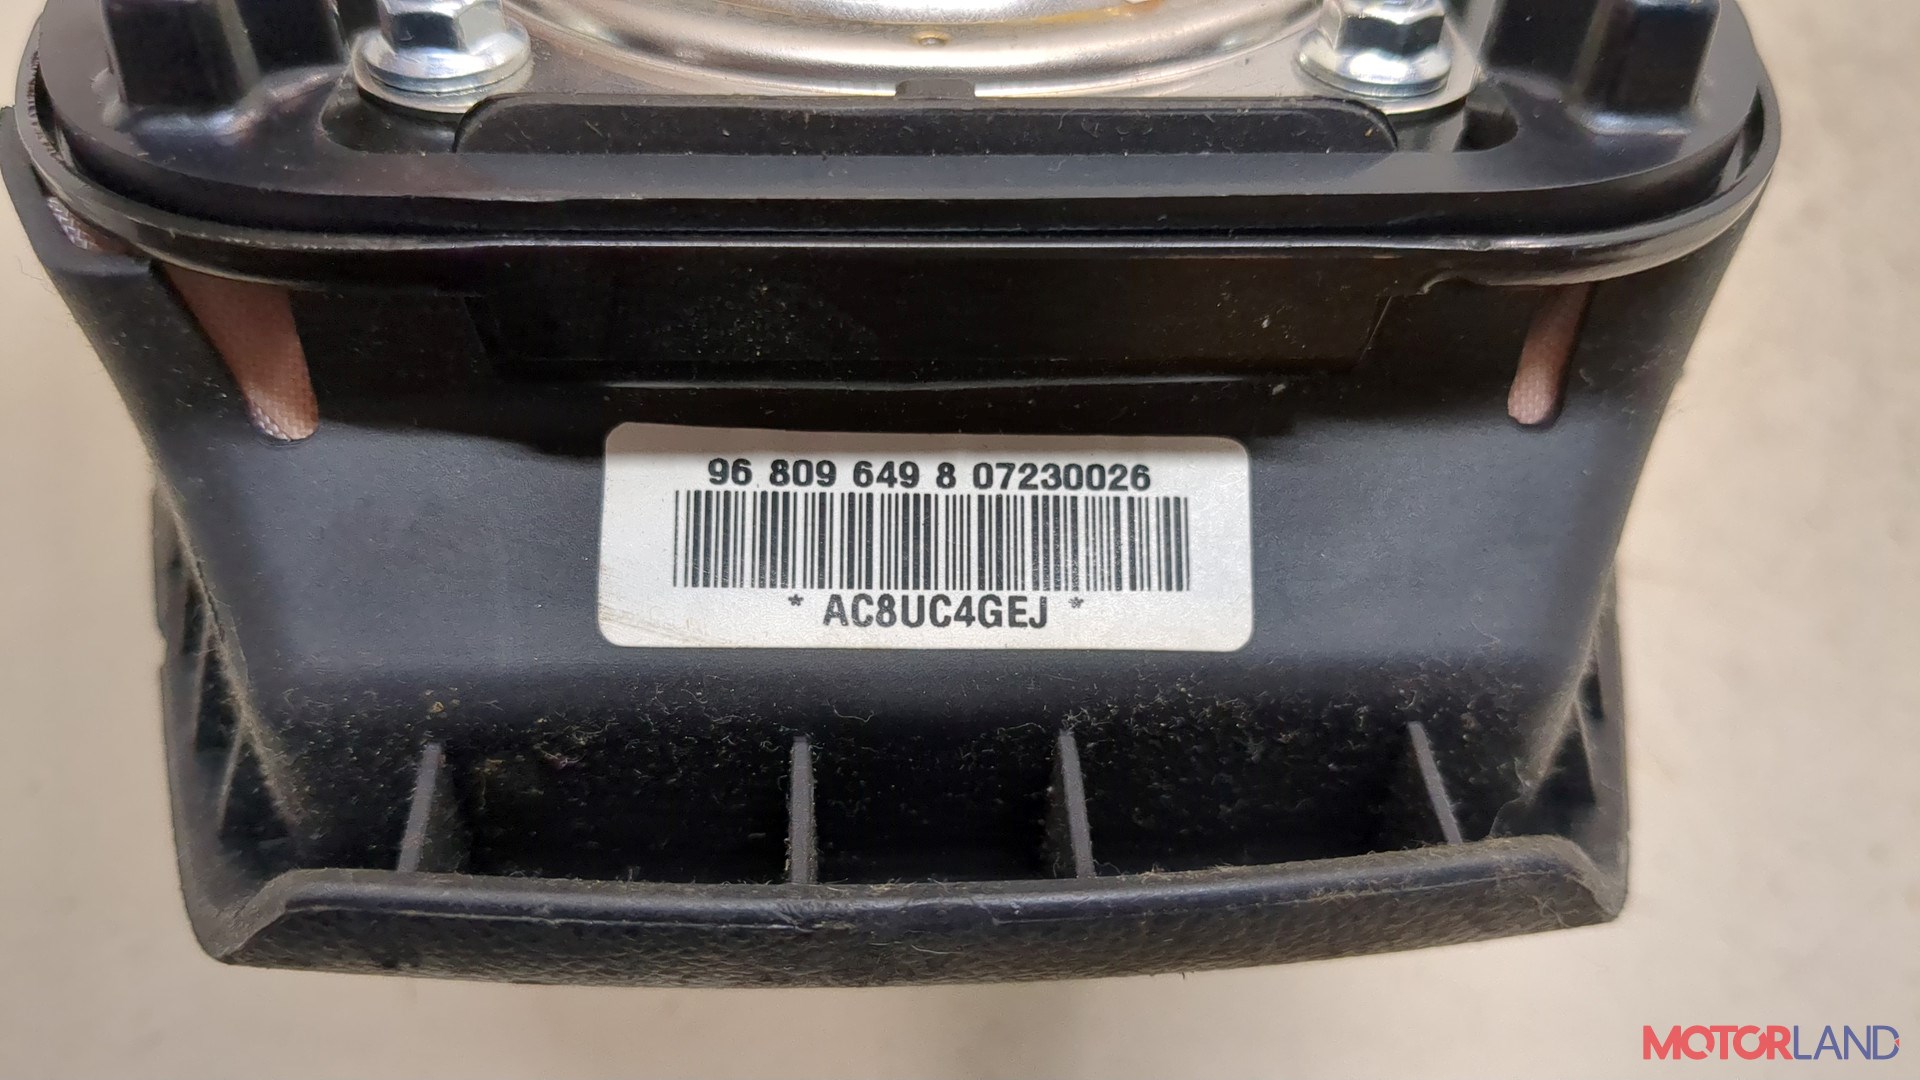 96 809 649 8 07230026
* AC8UC4GEJ *
MOTORLAND